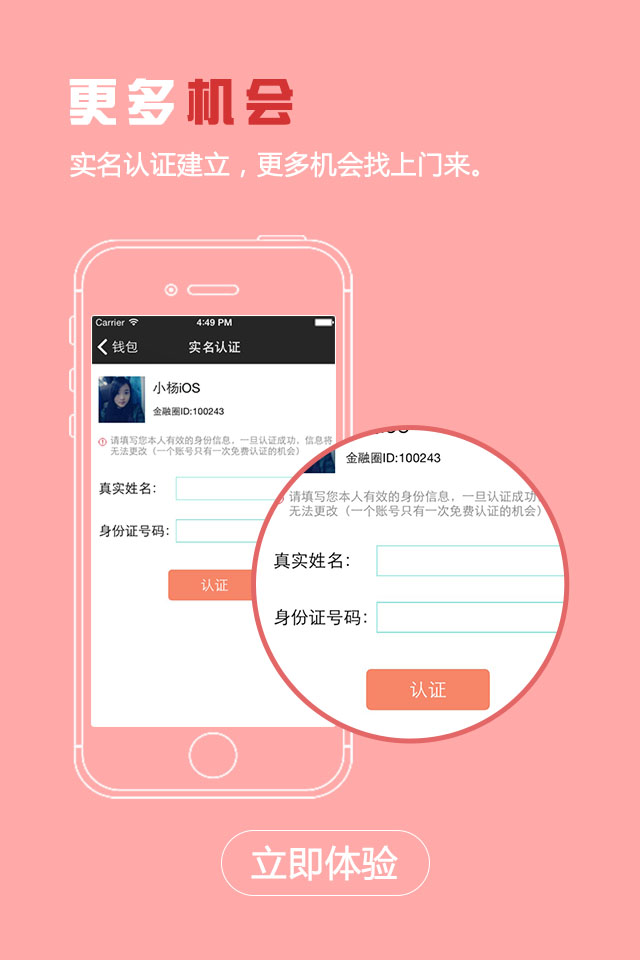 更多机会
实名认证建立，更多机会找上门来。
Carrier 4:49 PM
钱包 实名认证
小杨iOS
金融圈ID:100243
请填写您本人有效的身份信息，一旦认证成功，信息将
无法更改（一个账号只有一次免费认证的机会）
真实姓名：
身份证号码：
认证
金融圈ID:100243
请填写您本人有效的身份信息，一旦认证成功
无法更改（一个账号只有一次免费认证的机会）
真实姓名：
身份证号码：
认证
立即体验